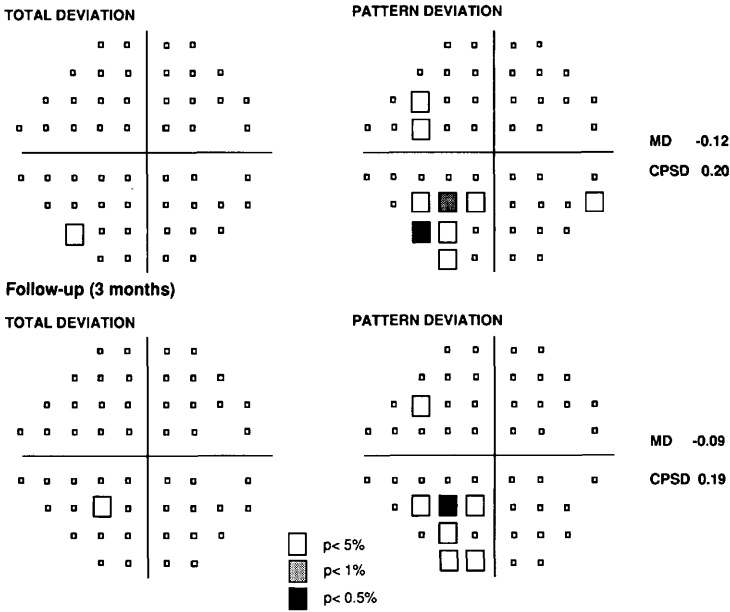 TOTAL DEVIATION
PATTERN DEVIATION
MD -0.12
CPSD 0.20
Follow-up (3 months)
TOTAL DEVIATION
PATTERN DEVIATION
MD -0.09
CPSD 0.19
p< 5%
p< 1%
p< 0.5%